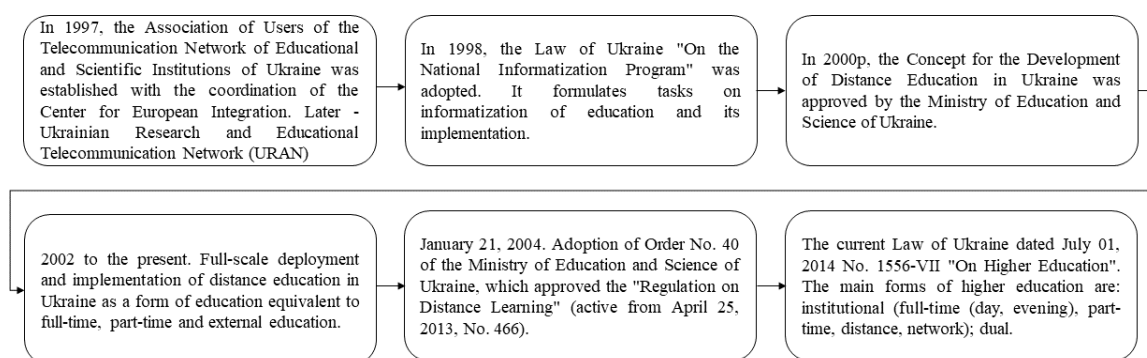 In 1997, the Association of Users of the
Telecommunication Network of Educational
and Scientific Institutions of Ukraine was
established with the coordination of the
Center for European Integration. Later -
Ukrainian Research and Educational
Telecommunication Network (URAN)
In 1998, the Law of Ukraine "On the
National Informatization Program" was
adopted. It formulates tasks on
informatization of education and its
implementation.
In 2000p, the Concept for the Development
of Distance Education in Ukraine was
approved by the Ministry of Education and
Science of Ukraine.
2002 to the present. Full-scale deployment
and implementation of distance education in
Ukraine as a form of education equivalent to
full-time, part-time and external education.
January 21, 2004. Adoption of Order No. 40
of the Ministry of Education and Science of
Ukraine, which approved the "Regulation on
Distance Learning" (active from April 25,
2013, No. 466).
The current Law of Ukraine dated July 01,
2014 No. 1556-VII "On Higher Education".
The main forms of higher education are:
institutional (full-time (day, evening), part-
time, distance, network); dual.